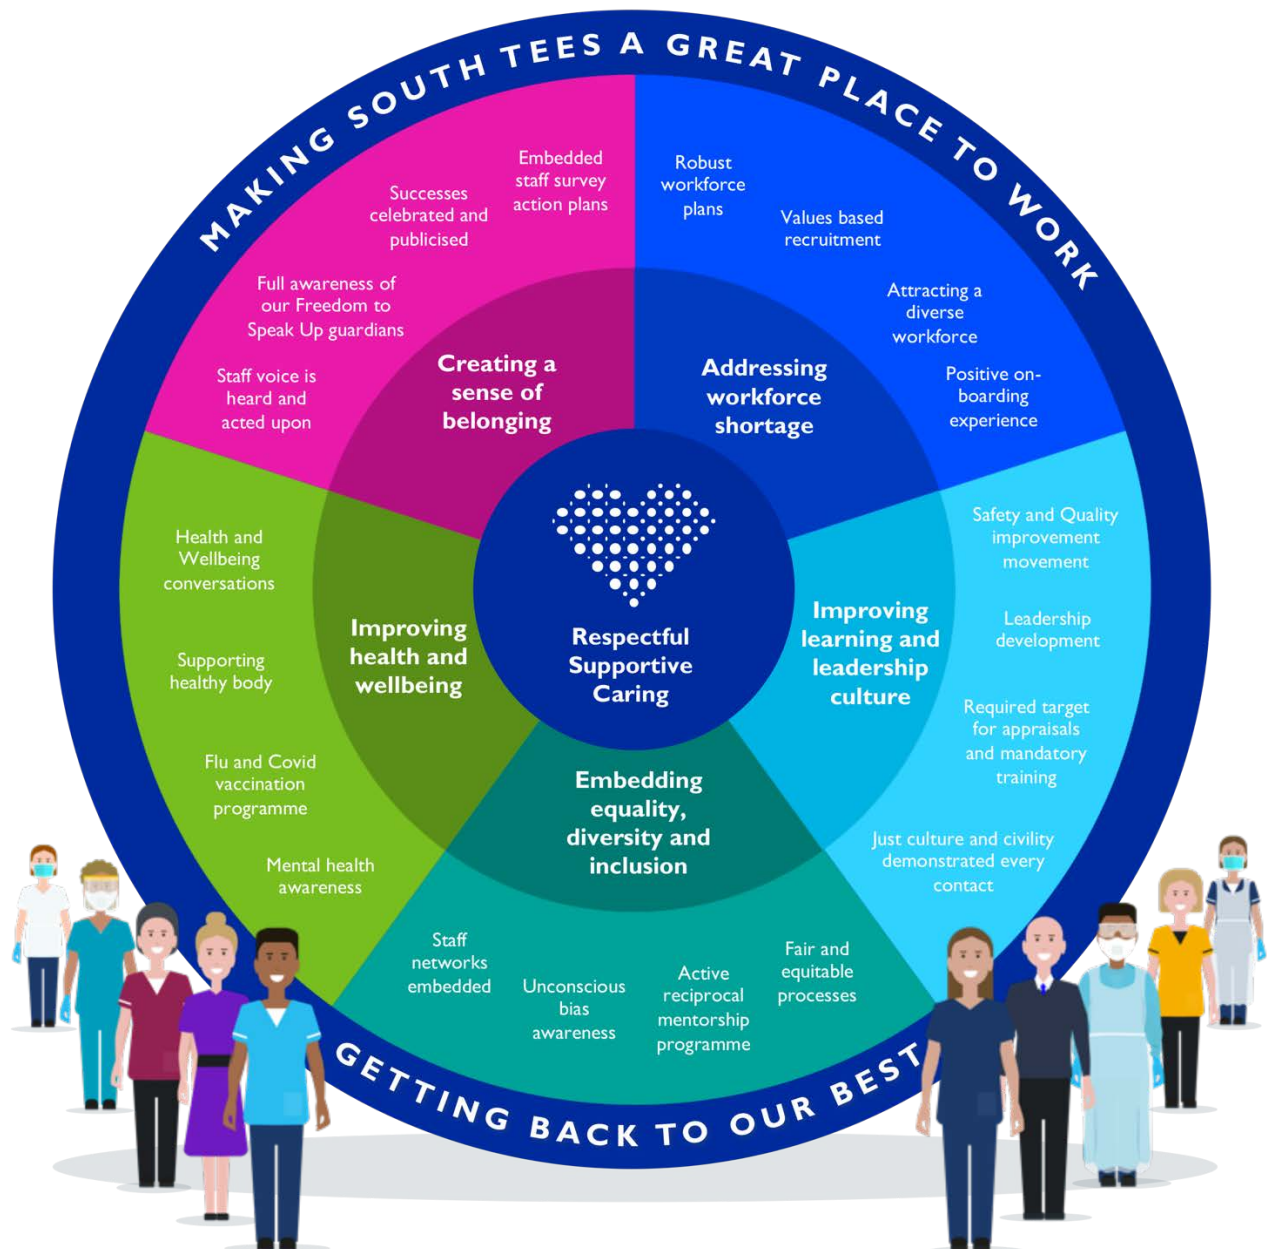 MAKING SOUTH TEES A GREAT PLACE TO WORK
Embedded
staff survey
action plans
Successes
celebrated and
publicised
Full awareness of
our Freedom to
Speak Up guardians
Staff voice is
heard and
acted upon
Creating a
sense of
belonging
Robust
workforce
plans
Values based
recruitment
Attracting a
diverse
workforce
Positive on-
boarding
experience
Addressing
workforce
shortage
Safety and Quality
improvement
movement
Leadership
development
Required target
for appraisals
and mandatory
training
Just culture and civility
demonstrated every
contact
Improving
learning and
leadership
culture
Respectful
Supportive
Caring
Health and
Wellbeing
conversations
Supporting
healthy body
Flu and Covid
vaccination
programme
Mental health
awareness
Improving
health and
wellbeing
Embedding
equality,
diversity and
inclusion
Staff
networks
embedded
Unconscious
bias
awareness
Active
reciprocal
mentorship
programme
Fair and
equitable
processes
GETTING BACK TO OUR BEST